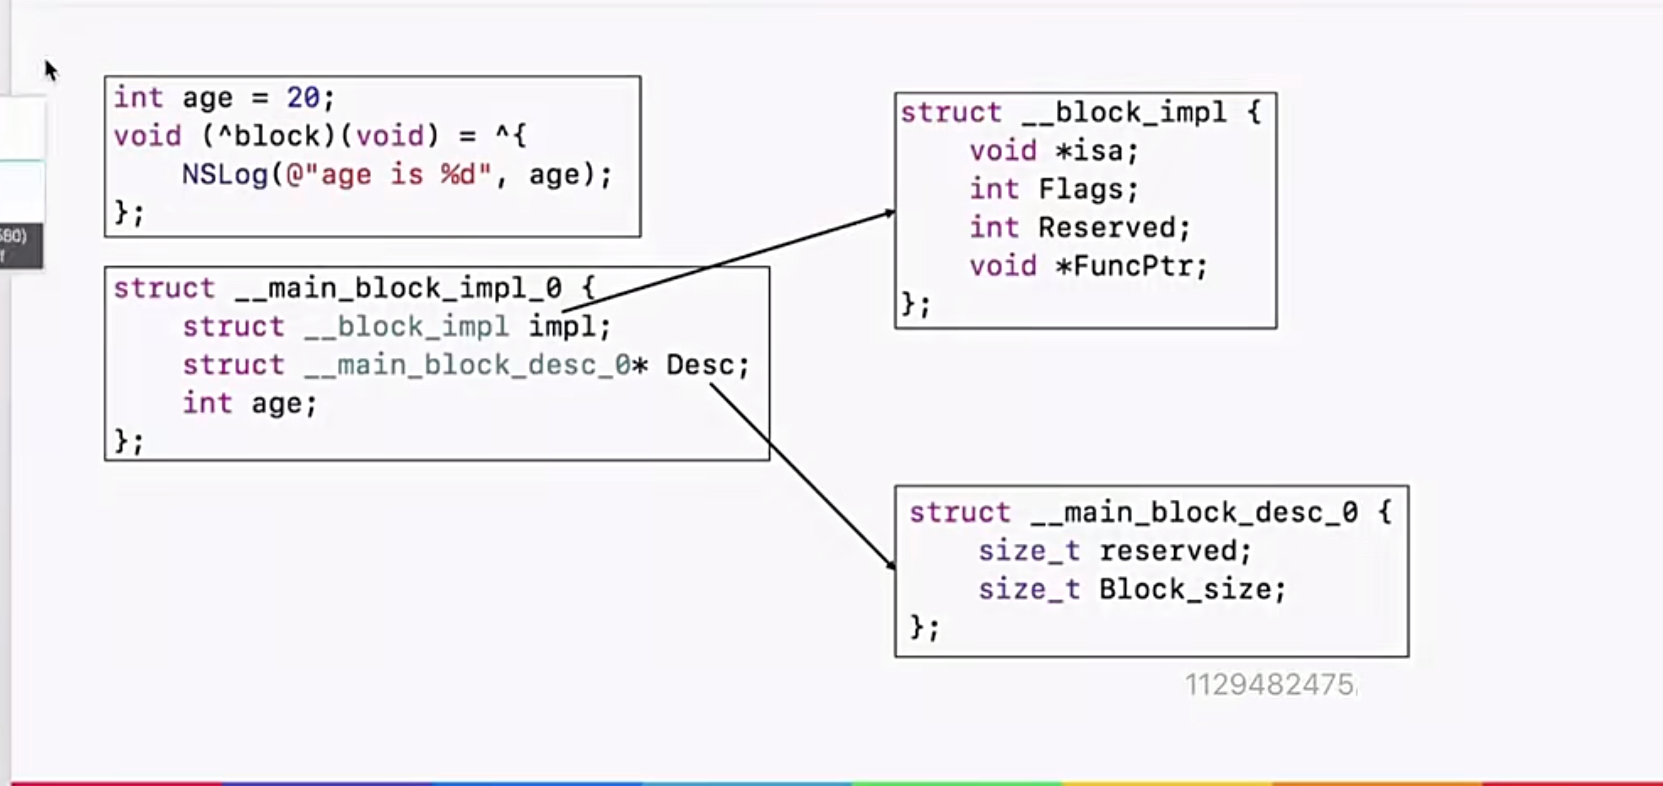 int age = 20;
void (^block)(void) = ^{
    NSLog(@"age is %d", age);
};
struct __main_block_impl_0 {
    struct __block_impl impl;
    struct __main_block_desc_0* Desc;
    int age;
};
struct __block_impl {
    void *isa;
    int Flags;
    int Reserved;
    void *FuncPtr;
};
struct __main_block_desc_0 {
    size_t reserved;
    size_t Block_size;
};
1129482475